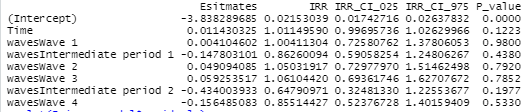 Esitmates IRR IRR_CI_025 IRR_CI_975 P_value
(Intercept) -3.838289685 0.02153039 0.01742716 0.02637832 0.0000
Time 0.011430325 1.01149590 0.99695736 1.02629966 0.1223
wavesWave 1 0.004104602 1.00411304 0.72580762 1.37806053 0.9800
wavesIntermediate period 1 -0.147803101 0.86260094 0.59058259 1.24806267 0.4380
wavesWave 2 0.049094085 1.05031917 0.72977970 1.51462498 0.7920
wavesWave 3 0.059253517 1.06104420 0.69361746 1.62707762 0.7852
wavesIntermediate period 2 -0.434003933 0.64790971 0.32481330 1.22553677 0.1977
wavesWave 4 -0.156485083 0.85514427 0.52376728 1.40159409 0.5330